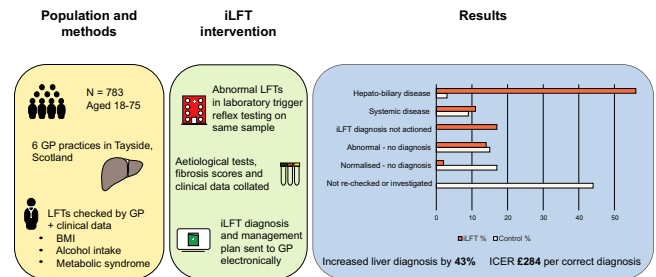 Population and
methods
iLFT
intervention
Results
N = 783
Aged 18-75
6 GP practices in Tayside,
Scotland
LFTs checked by GP
+ clinical data
• BMI
• Alcohol intake
• Metabolic syndrome
Abnormal LFTs
in laboratory trigger
reflex testing on
same sample
Aetiological tests,
fibrosis scores and
clinical data collated
iLFT diagnosis
and management
plan sent to GP
electronically
Hepato-biliary disease
Systemic disease
iLFT diagnosis not actioned
Abnormal - no diagnosis
Normalised - no diagnosis
Not re-checked or investigated
0 10 20 30 40 50
iLFT % Control %
Increased liver diagnosis by 43% ICER £284 per correct diagnosis